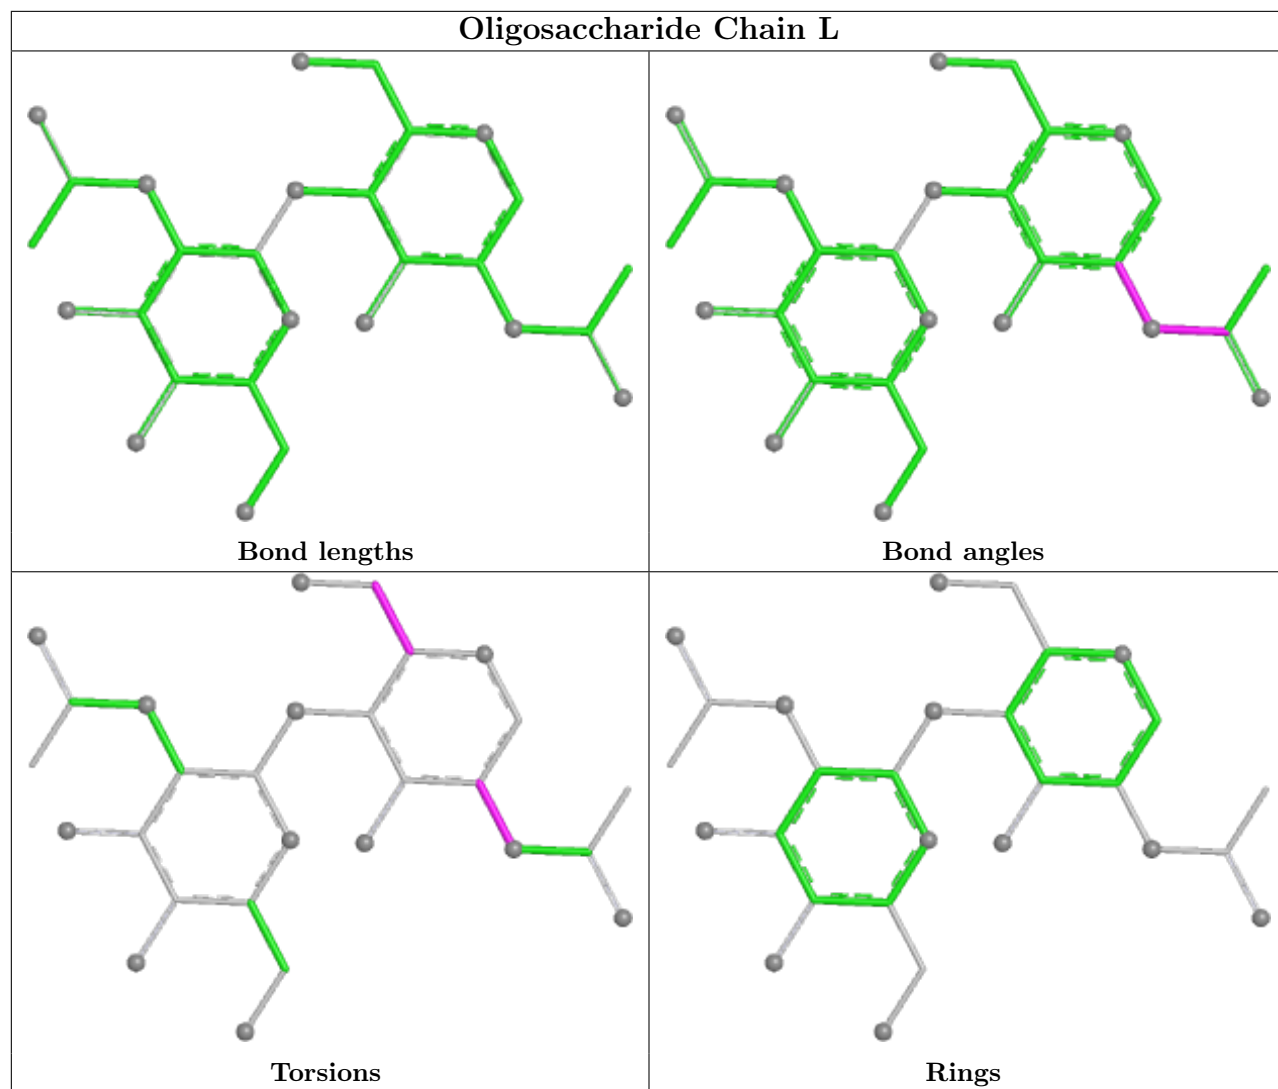 Oligosaccharide Chain L
Bond lengths
Bond angles
Torsions
Rings